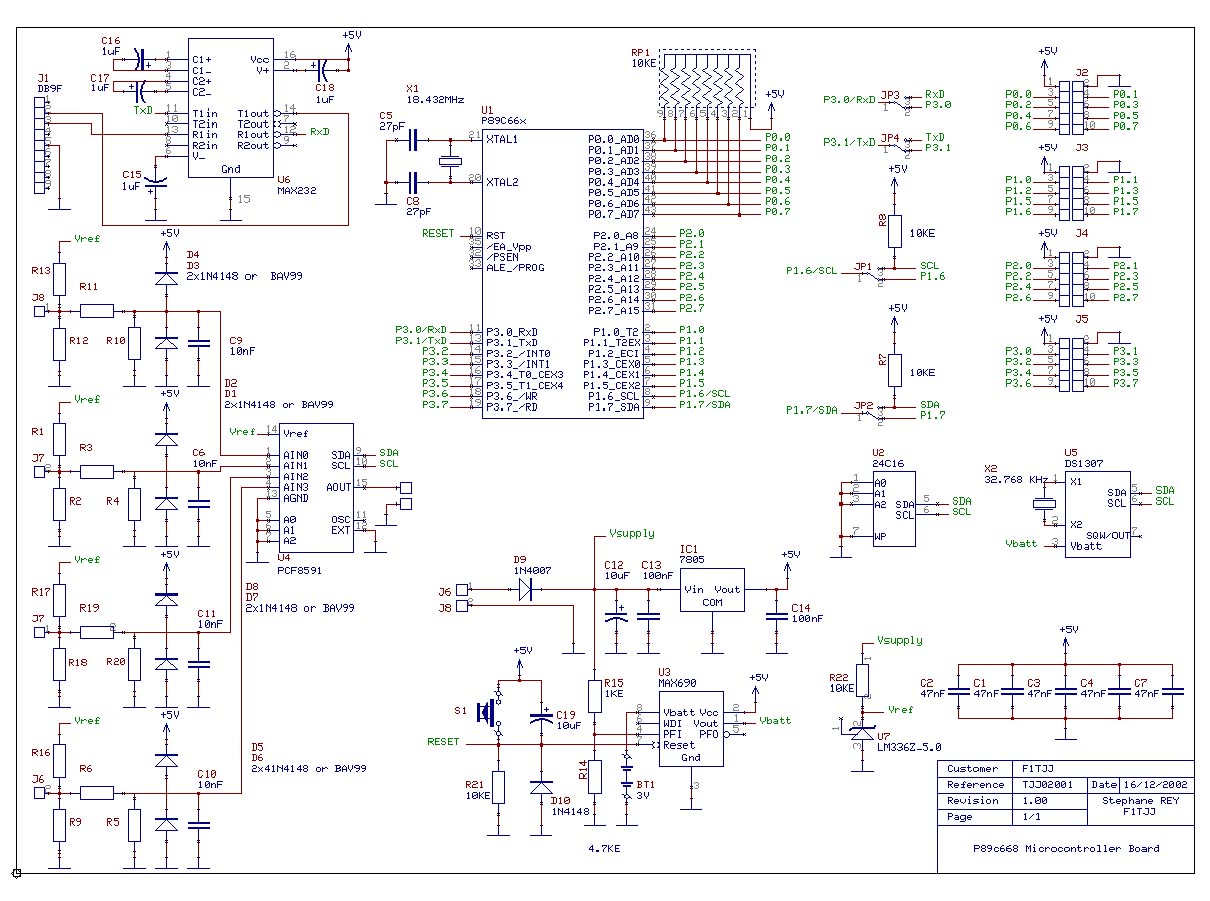 C16
1uF
C17
1uF
J1
DB9F
TxD
C1+
C1_
C2+
C2_
T1in
T2in
R1in
R2in
V_
Vcc
V+
T1out
T2out
R1out
R2out
Gnd
15
U6
MAX232
RxD
+5V
C18
1uF
C15
1uF
X1
18.432MHz
C5
27pF
C8
27pF
U1
P89C66x
XTAL1
XTAL2
RST
/EA_Vpp
/PSEN
ALE_/PROG
P3.0_RxD
P3.1_TxD
P3.2_/INT0
P3.3_/INT1
P3.4_T0_CEX3
P3.5_T1_CEX4
P3.6_/WR
P3.7_/RD
P0.0_AD0
P0.1_AD1
P0.2_AD2
P0.3_AD3
P0.4_AD4
P0.5_AD5
P0.6_AD6
P0.7_AD7
P2.0_A8
P2.1_A9
P2.2_A10
P2.3_A11
P2.4_A12
P2.5_A13
P2.6_A14
P2.7_A15
P1.0_T2
P1.1_T2EX
P1.2_ECI
P1.3_CEX0
P1.4_CEX1
P1.5_CEX2
P1.6_SCL
P1.7_SDA
RESET
P3.0/RxD
P3.1/TxD
P3.2
P3.3
P3.4
P3.5
P3.6
P3.7
RP1
10KE
+5V
P0.0
P0.1
P0.2
P0.3
P0.4
P0.5
P0.6
P0.7
P2.0
P2.1
P2.2
P2.3
P2.4
P2.5
P2.6
P2.7
P1.0
P1.1
P1.2
P1.3
P1.4
P1.5
P1.6/SCL
P1.7/SDA
P3.0/RxD
JP3
RxD
P3.0
P3.1/TxD
JP4
TxD
P3.1
+5V
R8
10KE
P1.6/SCL
JP1
SCL
P1.6
+5V
R7
10KE
P1.7/SDA
JP2
SDA
P1.7
+5V
J2
P0.0
P0.2
P0.4
P0.6
P0.1
P0.3
P0.5
P0.7
+5V
J3
P1.0
P1.2
P1.5
P1.6
P1.1
P1.3
P1.5
P1.7
+5V
J4
P2.0
P2.2
P2.4
P2.6
P2.1
P2.3
P2.5
P2.7
+5V
J5
P3.0
P3.2
P3.4
P3.6
P3.1
P3.3
P3.5
P3.7
Vref
R13
J8
R11
R12
R10
+5V
D4
D3
2x1N4148 or BAV99
C9
10nF
Vref
R1
J7
R3
R2
R4
+5V
D2
D1
2x1N4148 or BAV99
C6
10nF
Vref
R17
J7
R19
R18
R20
+5V
D8
D7
2x1N4148 or BAV99
C11
10nF
Vref
R16
J6
R6
R9
R5
+5V
D5
D6
2x41N4148 or BAV99
C10
10nF
Vref
14
Vref
AIN0
AIN1
AIN2
AIN3
AGND
A0
A1
A2
SDA
SCL
AOUT
OSC
EXT
SDA
SCL
U4
PCF8591
U2
24C16
A0
A1
A2
WP
SDA
SCL
SDA
SCL
X2
32.768 KHz
U5
DS1307
X1
X2
Vbatt
SDA
SCL
SQW/OUT
SDA
SCL
Vbatt
Vsupply
J6
J8
D9
1N4007
C12
10uF
C13
100nF
IC1
7805
Vin Vout
COM
+5V
C14
100nF
+5V
S1
RESET
R21
10KE
C19
10uF
D10
1N4148
R15
1KE
R14
4.7KE
BT1
3V
U3
MAX690
Vbatt
WDI
PFI
Reset
Vcc
Vout
PFO
Gnd
3
+5V
Vbatt
Vsupply
R22
10KE
Vref
U7
LM336Z_5.0
+5V
C2
47nF
C1
47nF
C3
47nF
C4
47nF
C7
47nF
Customer F1TJJ
Reference TJJ02001 Date 16/12/2002
Revision 1.00 Stephane REY
F1TJJ
Page 1/1
P89c668 Microcontroller Board